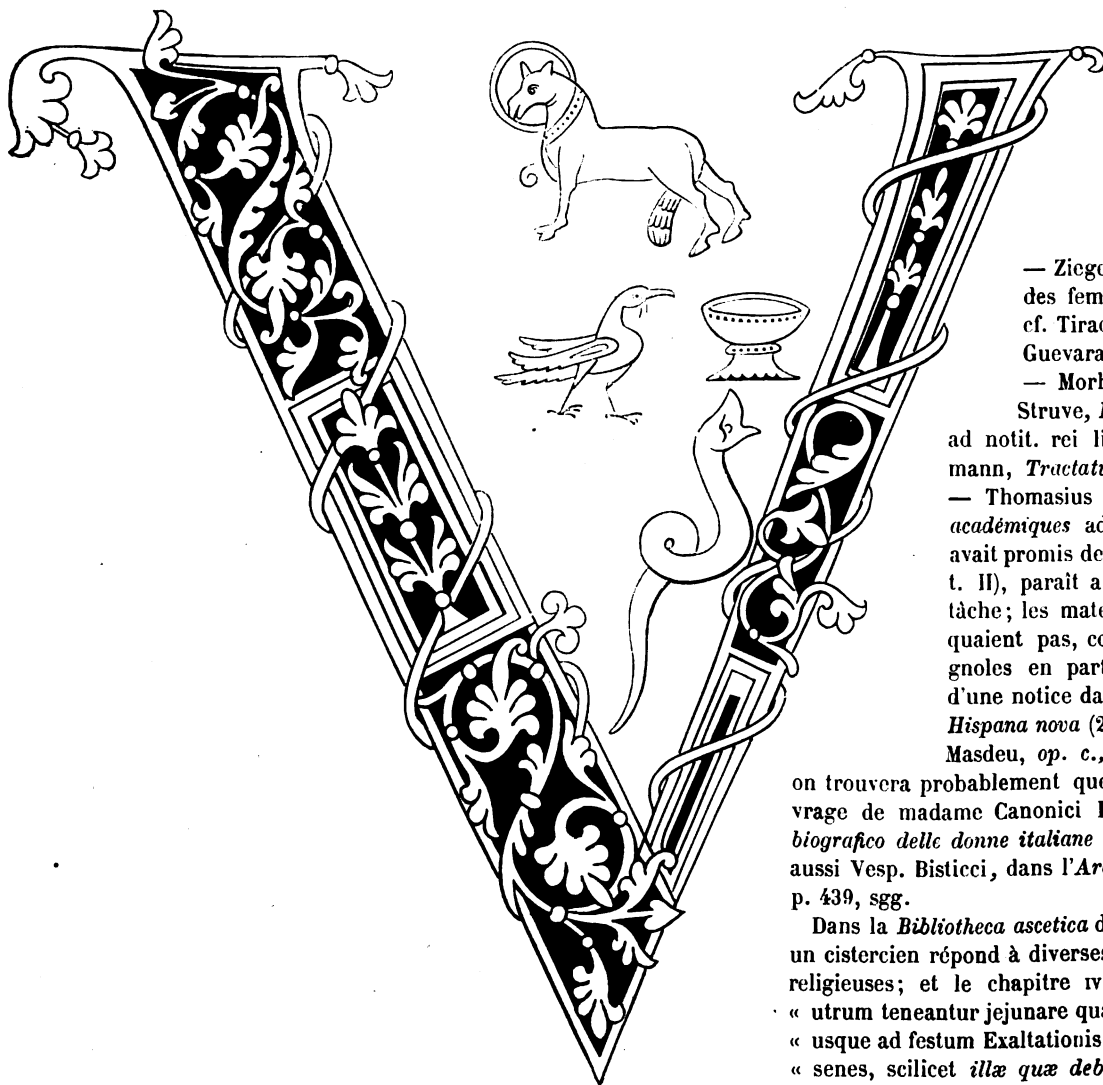 V
— Ziego
des fem
cf. Tirac
Guevara
— Morh
Struve,
ad notit. rei li
mann, Tractatu
— Thomasius
académiques ad
avait promis de
t. II), paraît a
tâche; les maté
quaient pas, co
gnoles en part
d'une notice da
Hispana nova (2
Masdeu, op. c.,
on trouvera probablement que
vrage de madame Canonici F
biografico delle donne italiane
aussi Vesp. Bisticci, dans l'Ar
p. 439, sgg.
Dans la Bibliotheca ascetica d
un cistercien répond à diverses
religieuses; et le chapitre IV
« utrum teneantur jejunare qua
« usque ad festum Exaltationis
« senes, scilicet illæ quæ deb